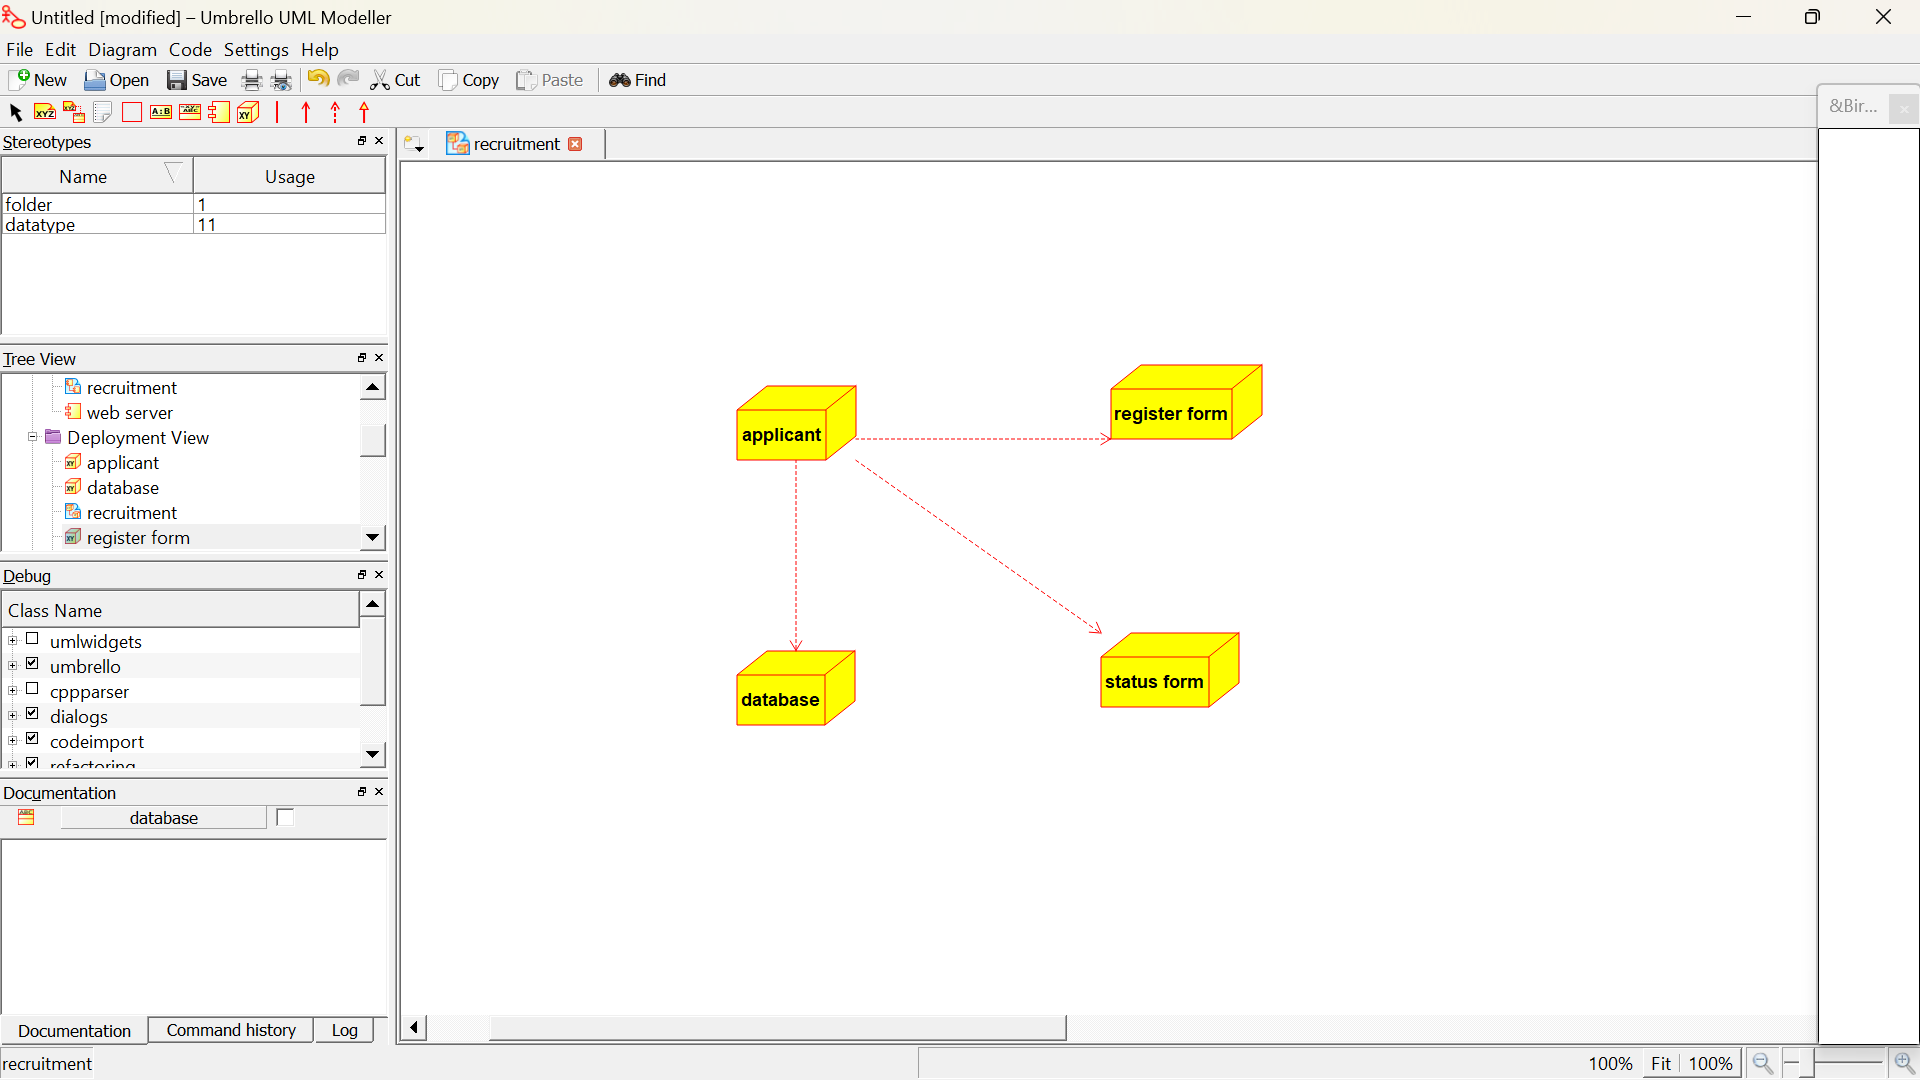 Untitled [modified] – Umbrello UML Modeller
File Edit Diagram Code Settings Help
New Open Save Cut Copy Paste Find
&Bir...
Stereotypes
recruitment
Name Usage
folder 1
datatype 11
Tree View
recruitment
web server
Deployment View
applicant
database
recruitment
register form
Debug
Class Name
umlwidgets
umbrello
cppparser
dialogs
codeimport
refactoring
Documentation
database
Documentation Command history Log
applicant
register form
database
status form
recruitment
100% Fit 100%